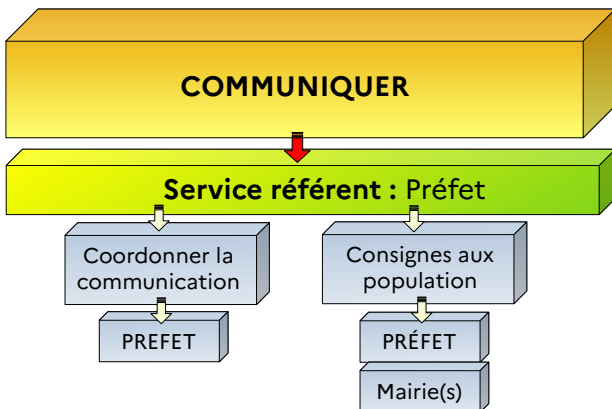 COMMUNIQUER
Service référent : Préfet
Coordonner la
communication
PREFET
Consignes aux
population
PRÉFET
Mairie(s)